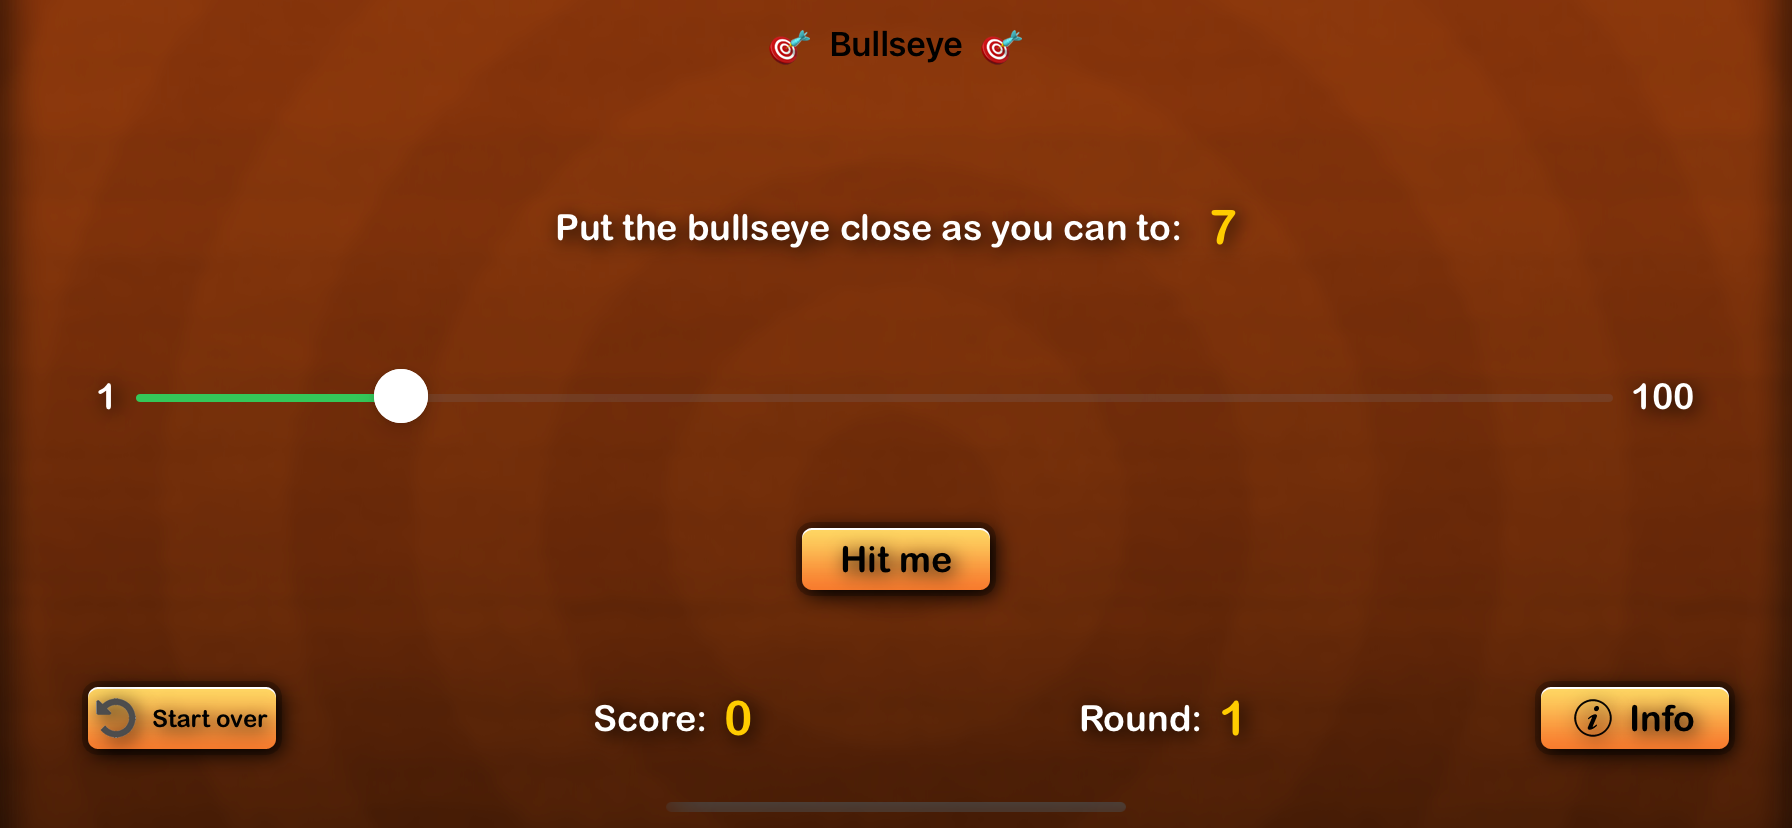 Bullseye
Put the bullseye close as you can to: 7
1 100
Hit me
Start over Score: 0 Round: 1 Info